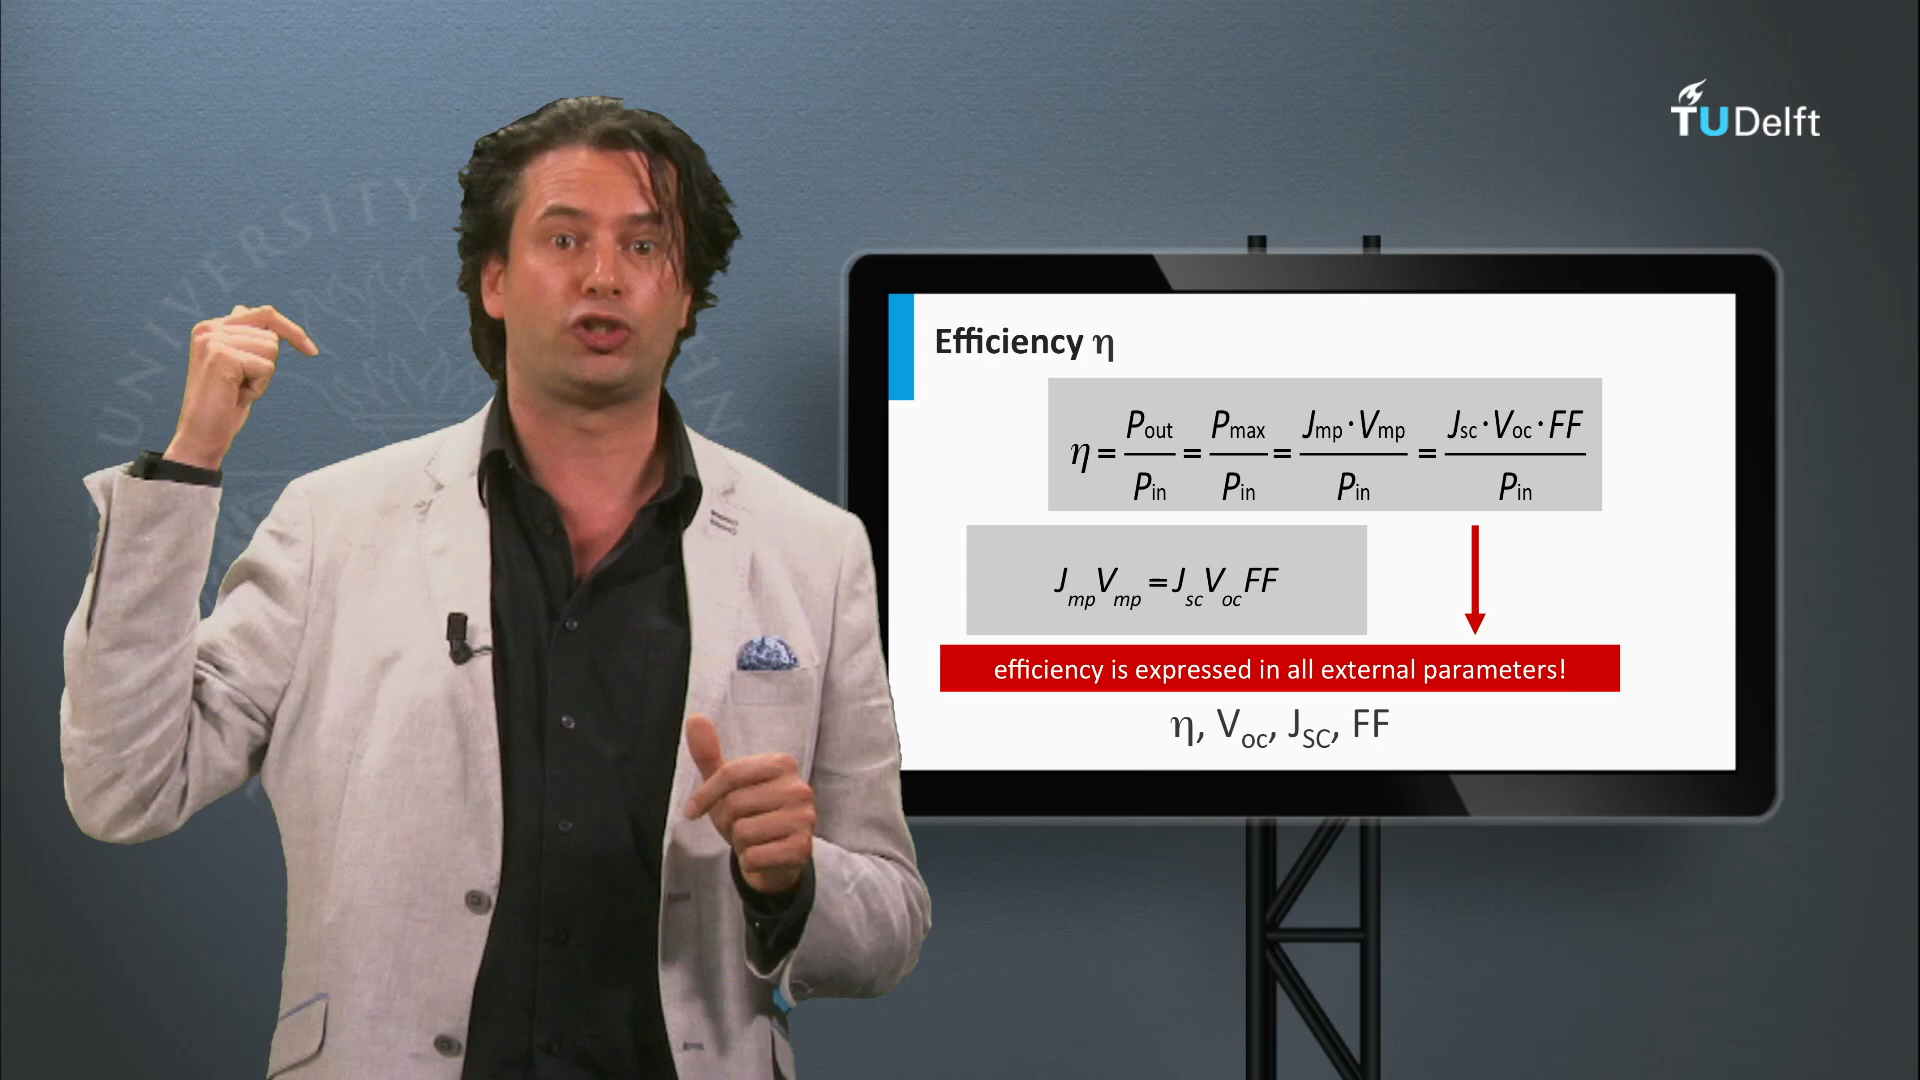 TUDelft
UNIVERSITY
Efficiency η
η = Pout/Pin = Pmax/Pin = Jmp·Vmp/Pin = Jsc·Voc·FF/Pin
JmpVmp = JscVocFF
efficiency is expressed in all external parameters!
η, Voc, JSC, FF